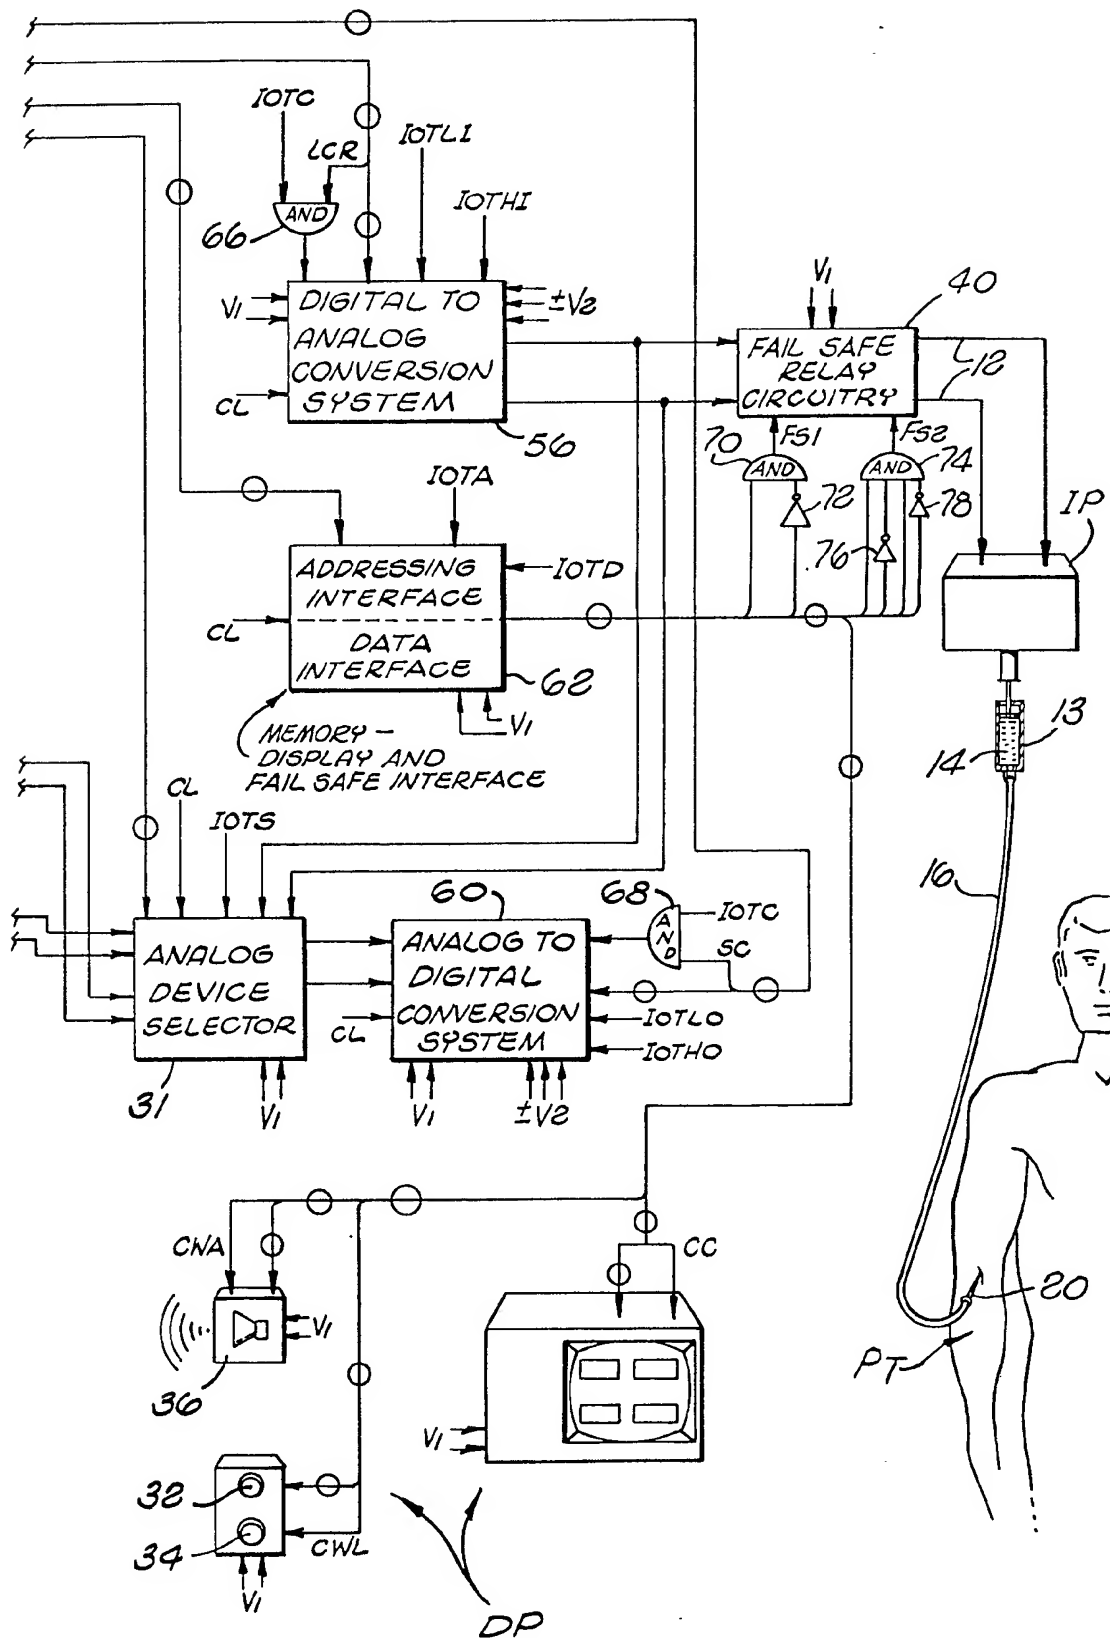 IOTC
LCR
IOTLI
IOTHI
AND
66
V1
DIGITAL TO
ANALOG
CONVERSION
SYSTEM
±V2
CL
56
V1
40
FAIL SAFE
RELAY
CIRCUITRY
12
70
FS1
FS2
74
AND
AND
72
78
76
IP
IOTA
ADDRESSING
INTERFACE
IOTD
CL
DATA
INTERFACE
62
V1
MEMORY -
DISPLAY AND
FAIL SAFE INTERFACE
13
14
CL
IOTS
60
68
AND
IOTC
SC
16
ANALOG
DEVICE
SELECTOR
ANALOG TO
DIGITAL
CONVERSION
SYSTEM
CL
IOTLO
IOTHO
31
V1
V1
±V2
CWA
CC
V1
36
20
PT
V1
32
34
CWL
V1
DP